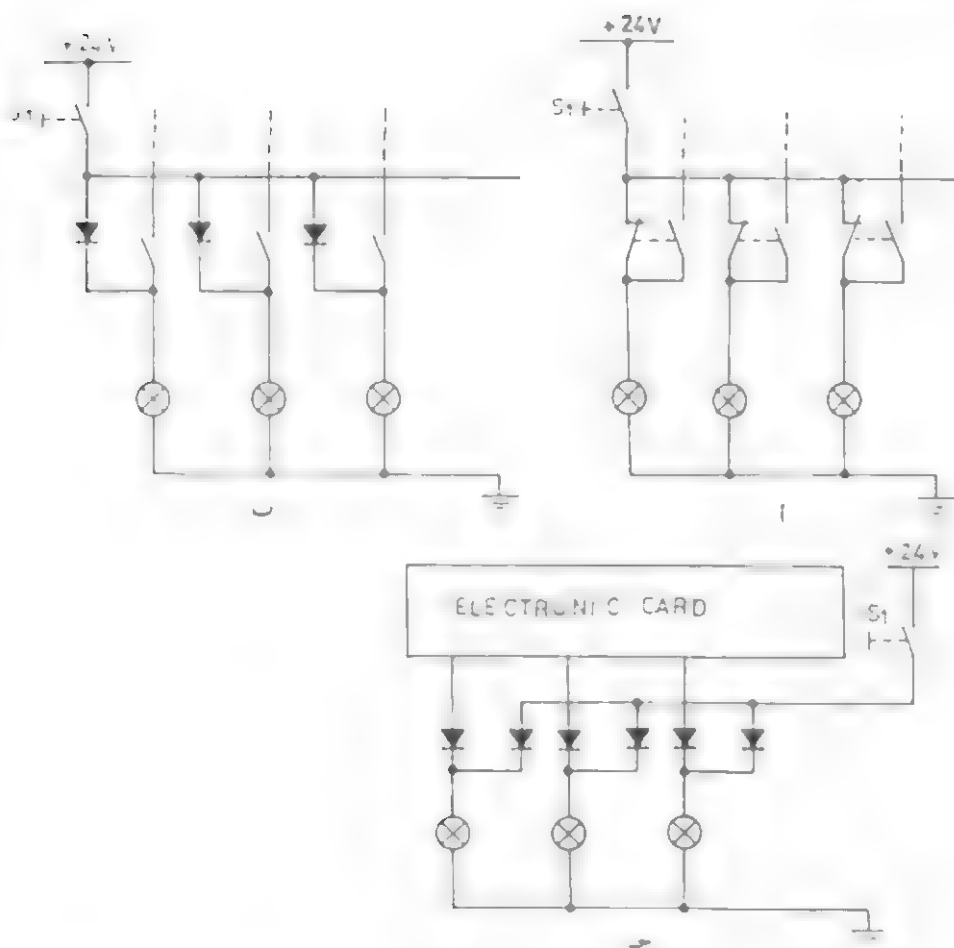 + 24V
S1
+ 24V
ب
ا
+ 24V
ELECTRONIC CARD
S1